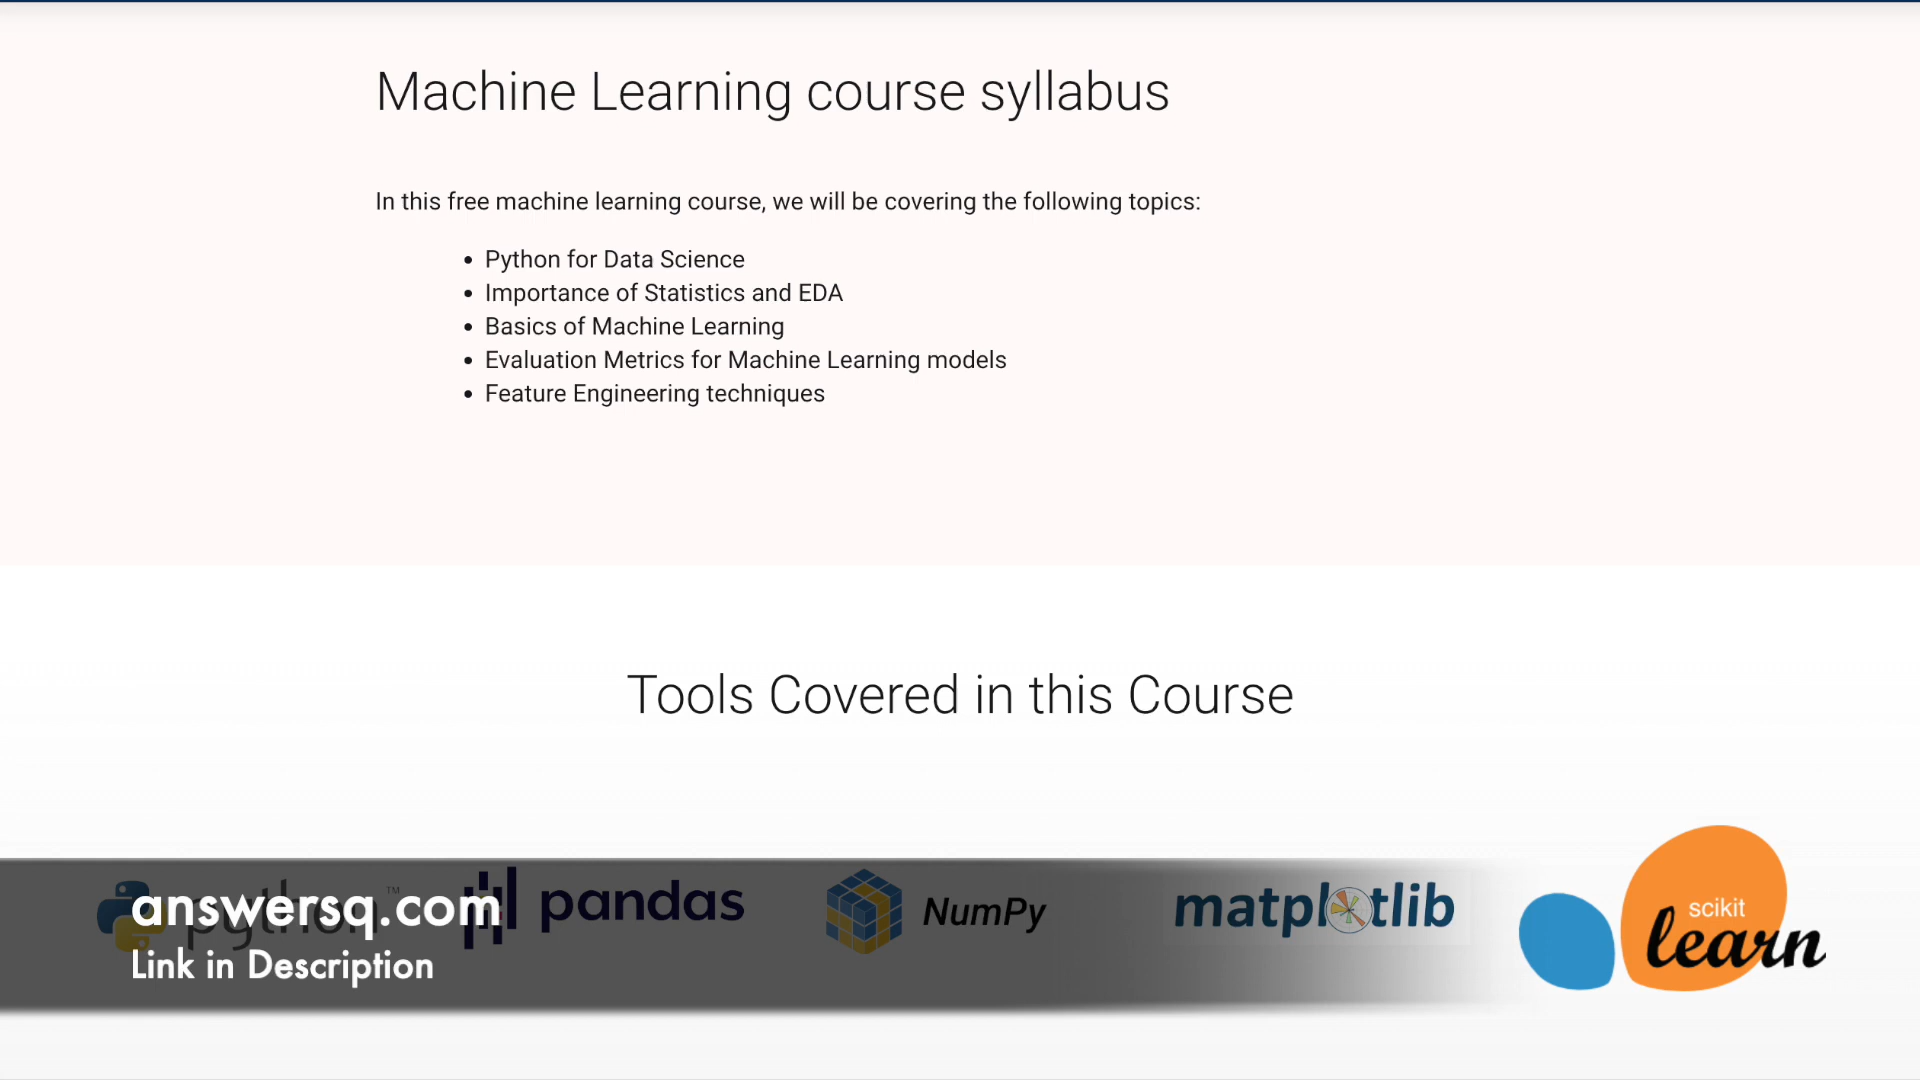 Machine Learning course syllabus
In this free machine learning course, we will be covering the following topics:
• Python for Data Science
• Importance of Statistics and EDA
• Basics of Machine Learning
• Evaluation Metrics for Machine Learning models
• Feature Engineering techniques
Tools Covered in this Course
python™
pandas
NumPy
matplotlib
scikit
learn
answersq.com
Link in Description